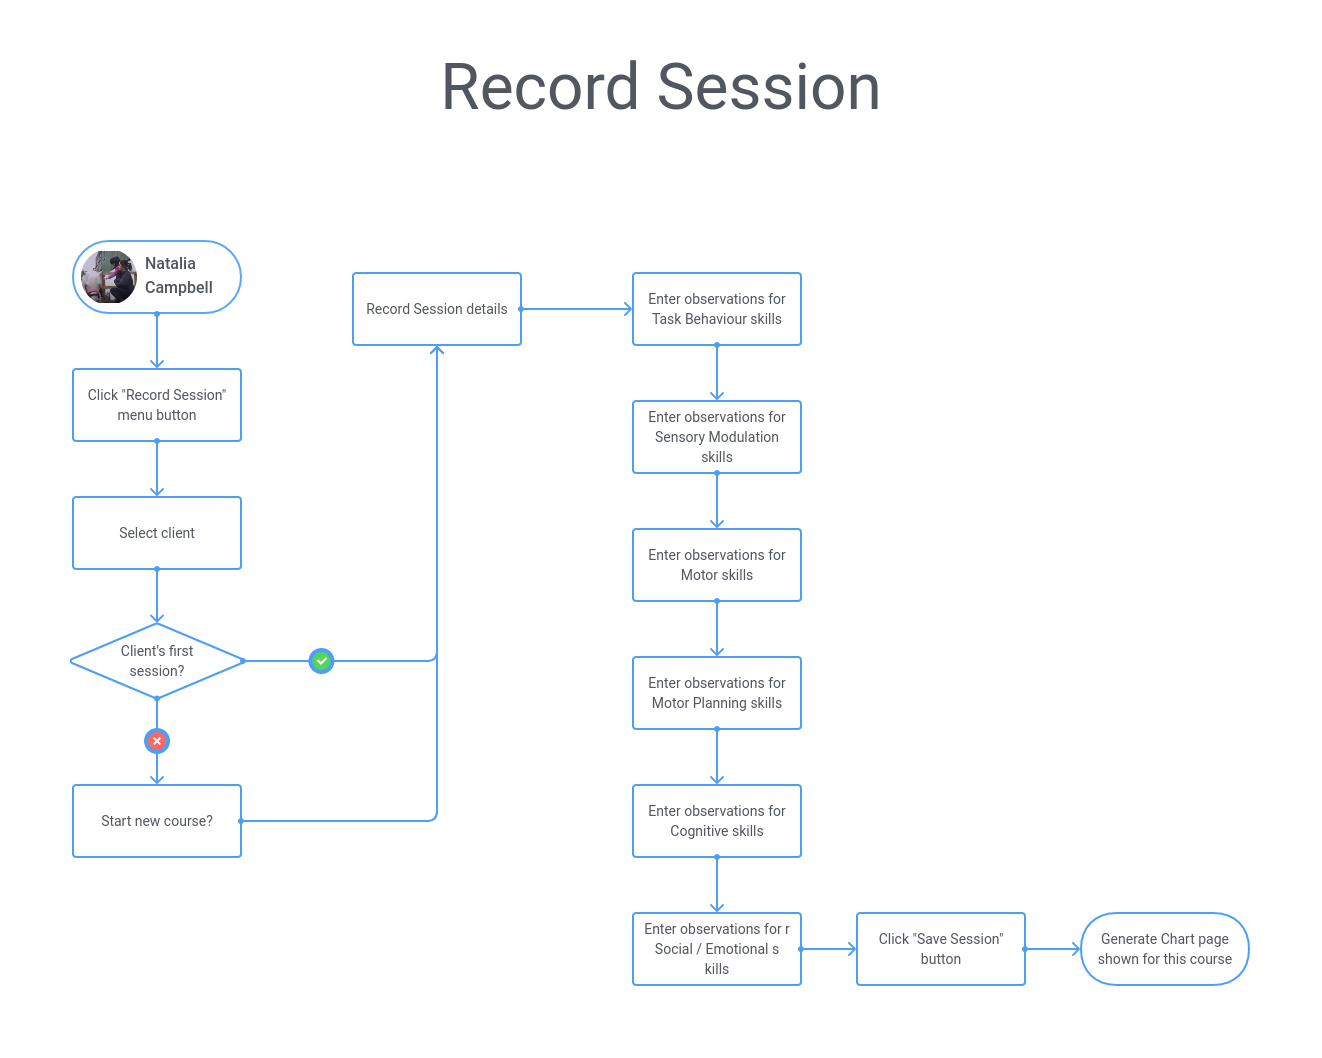 Record Session
Natalia
Campbell
Click "Record Session"
menu button
Select client
Client's first
session?
Start new course?
Record Session details
Enter observations for
Task Behaviour skills
Enter observations for
Sensory Modulation
skills
Enter observations for
Motor skills
Enter observations for
Motor Planning skills
Enter observations for
Cognitive skills
Enter observations for r
Social / Emotional s
kills
Click "Save Session"
button
Generate Chart page
shown for this course